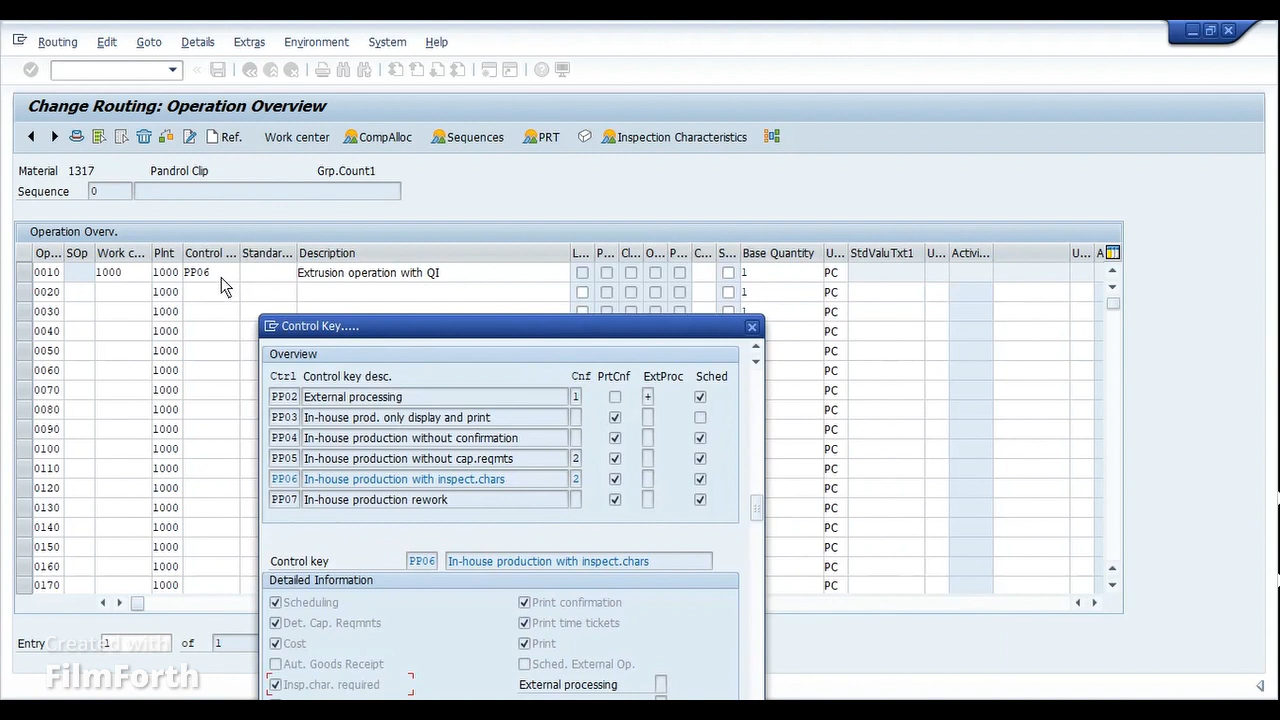 Routing Edit Goto Details Extras Environment System Help
Change Routing: Operation Overview
Ref. Work center CompAlloc Sequences PRT Inspection Characteristics
Material 1317 Pandrol Clip Grp.Count1
Sequence 0
Operation Overv.
Op... SOp Work c... Plnt Control ... Standar... Description L... P... Cl... O... P... C... S... Base Quantity U... StdValuTxt1 U... Activi... U... A
0010 1000 1000 PP06 Extrusion operation with QI 1 PC
0020 1000 1 PC
0030 1000 PC
0040 1000 PC
0050 1000 PC
0060 1000 PC
0070 1000 PC
0080 1000 PC
0090 1000 PC
0100 1000 PC
0110 1000 PC
0120 1000 PC
0130 1000 PC
0140 1000 PC
0150 1000 PC
0160 1000 PC
0170 1000 PC
Entry 1 of 1
Control Key.....
Overview
Ctrl Control key desc. Cnf PrtCnf ExtProc Sched
PP02 External processing 1 +
PP03 In-house prod. only display and print
PP04 In-house production without confirmation
PP05 In-house production without cap.reqmts 2
PP06 In-house production with inspect.chars 2
PP07 In-house production rework
Control key PP06 In-house production with inspect.chars
Detailed Information
Scheduling Print confirmation
Det. Cap. Reqmnts Print time tickets
Cost Print
Aut. Goods Receipt Sched. External Op.
Insp.char. required External processing
Created with
FilmForth